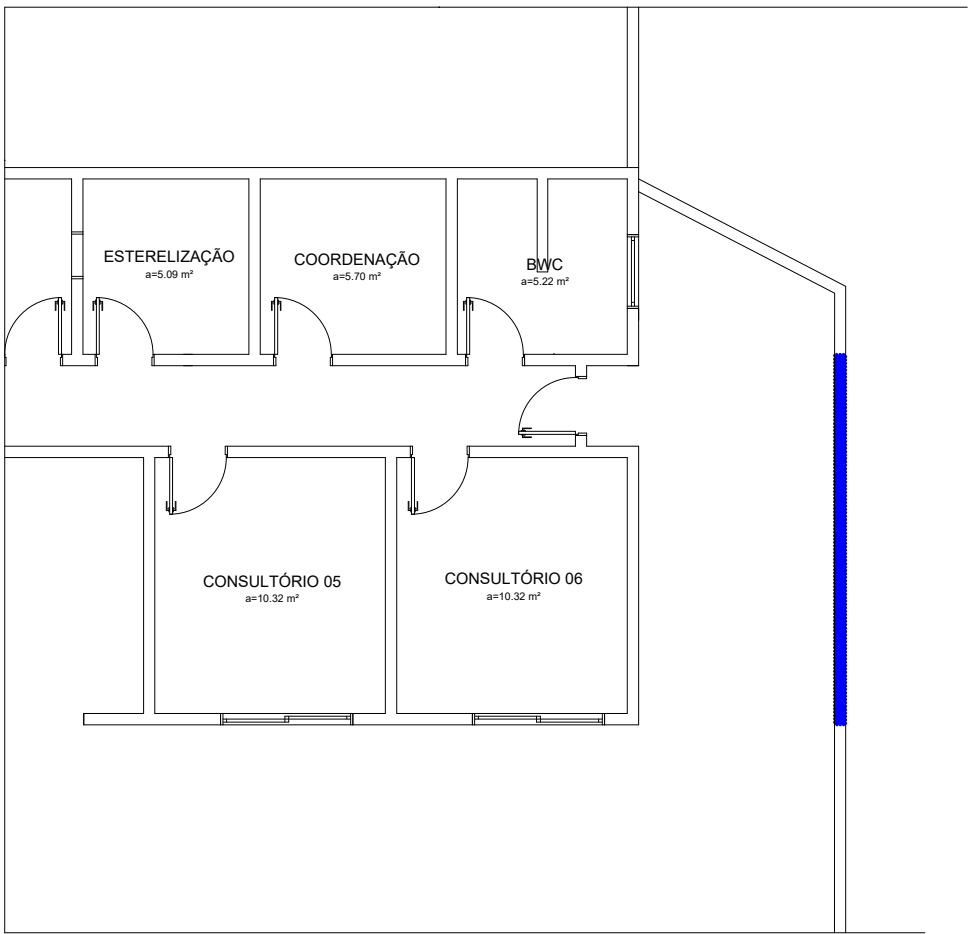 ESTERELIZAÇÃO
a=5.09 m²
COORDENAÇÃO
a=5.70 m²
BWC
a=5.22 m²
CONSULTÓRIO 05
a=10.32 m²
CONSULTÓRIO 06
a=10.32 m²